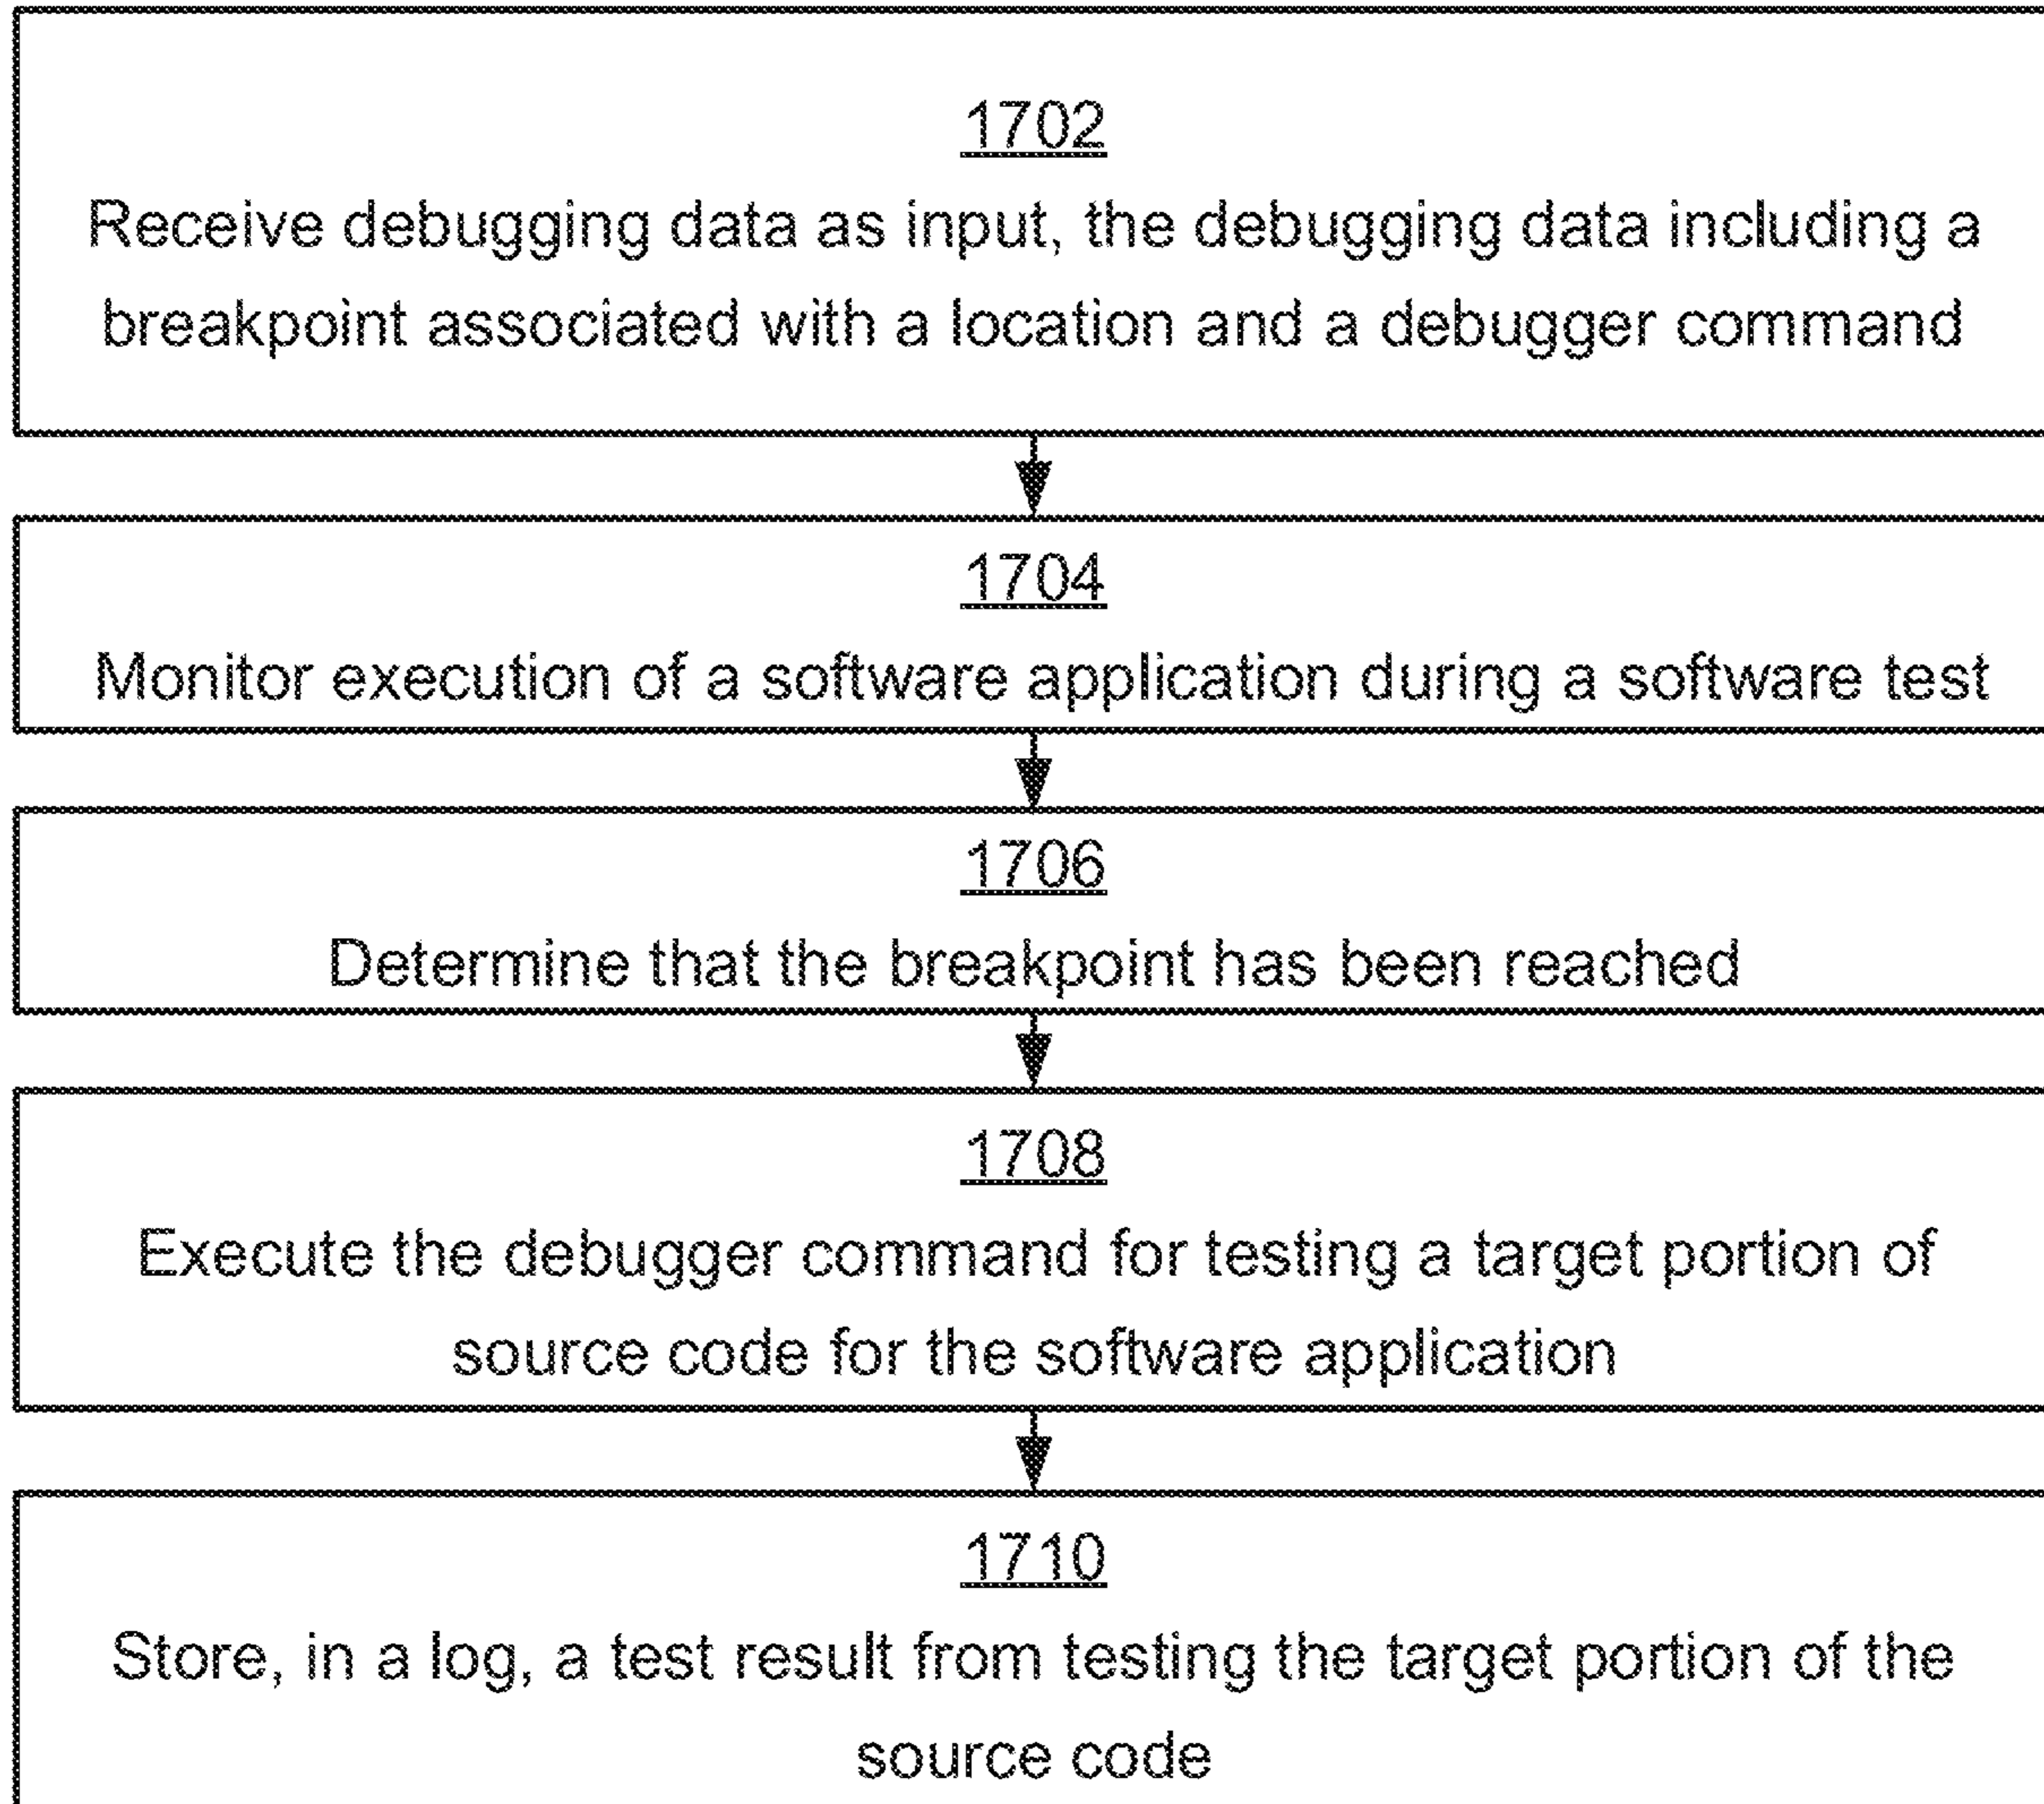 1702
Receive debugging data as input, the debugging data including a
breakpoint associated with a location and a debugger command
1704
Monitor execution of a software application during a software test
1706
Determine that the breakpoint has been reached
1708
Execute the debugger command for testing a target portion of
source code for the software application
1710
Store, in a log, a test result from testing the target portion of the
source code